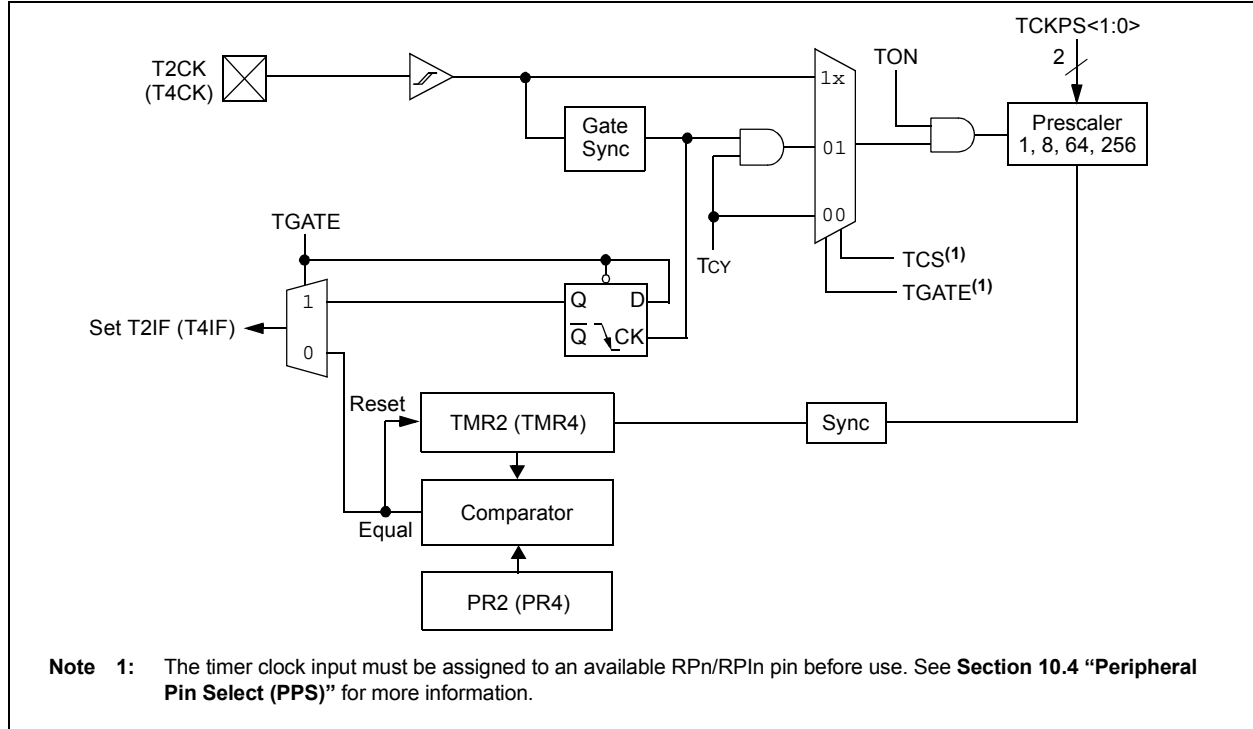 TCKPS<1:0>
2
TON
T2CK
(T4CK)
1x
Prescaler
1, 8, 64, 256
Gate
Sync
01
00
TGATE
TCY
TCS(1)
TGATE(1)
1
Q
D
Set T2IF (T4IF)
Q
CK
0
Reset
TMR2 (TMR4)
Sync
Comparator
Equal
PR2 (PR4)
Note 1: The timer clock input must be assigned to an available RPn/RPIn pin before use. See Section 10.4 “Peripheral
Pin Select (PPS)” for more information.